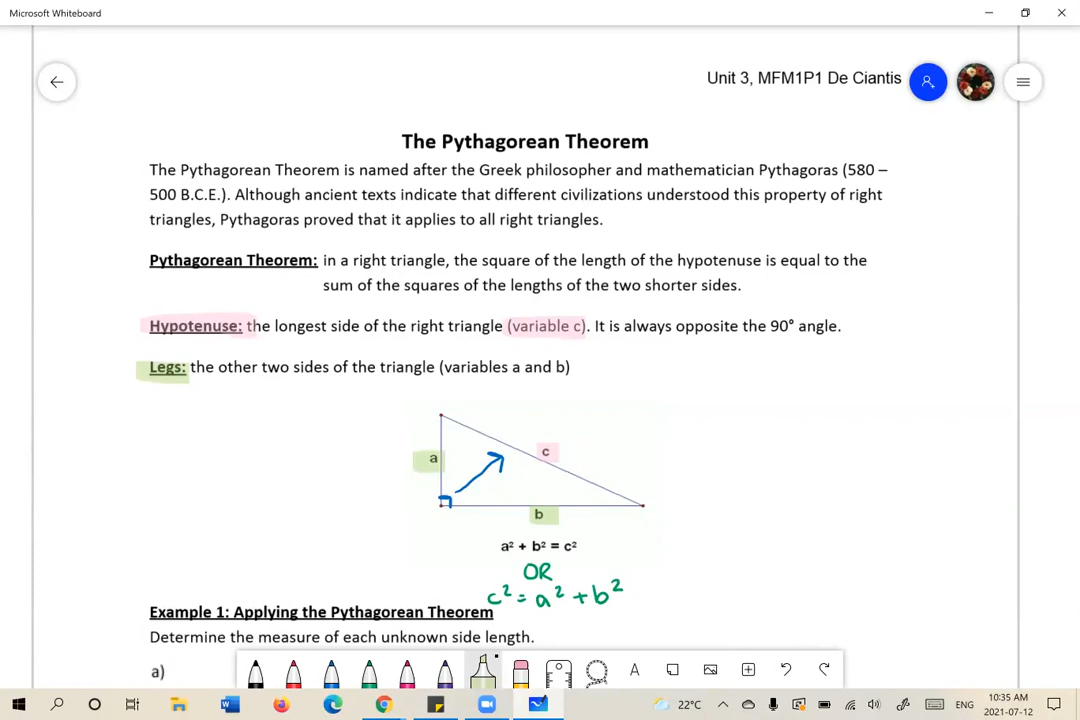 Microsoft Whiteboard
Unit 3, MFM1P1 De Ciantis
The Pythagorean Theorem
The Pythagorean Theorem is named after the Greek philosopher and mathematician Pythagoras (580 –
500 B.C.E.). Although ancient texts indicate that different civilizations understood this property of right
triangles, Pythagoras proved that it applies to all right triangles.
Pythagorean Theorem: in a right triangle, the square of the length of the hypotenuse is equal to the
sum of the squares of the lengths of the two shorter sides.
Hypotenuse: the longest side of the right triangle (variable c). It is always opposite the 90° angle.
Legs: the other two sides of the triangle (variables a and b)
a
c
b
a² + b² = c²
OR
c² = a² + b²
Example 1: Applying the Pythagorean Theorem
Determine the measure of each unknown side length.
a)
A
22°C
ENG
10:35 AM
2021-07-12